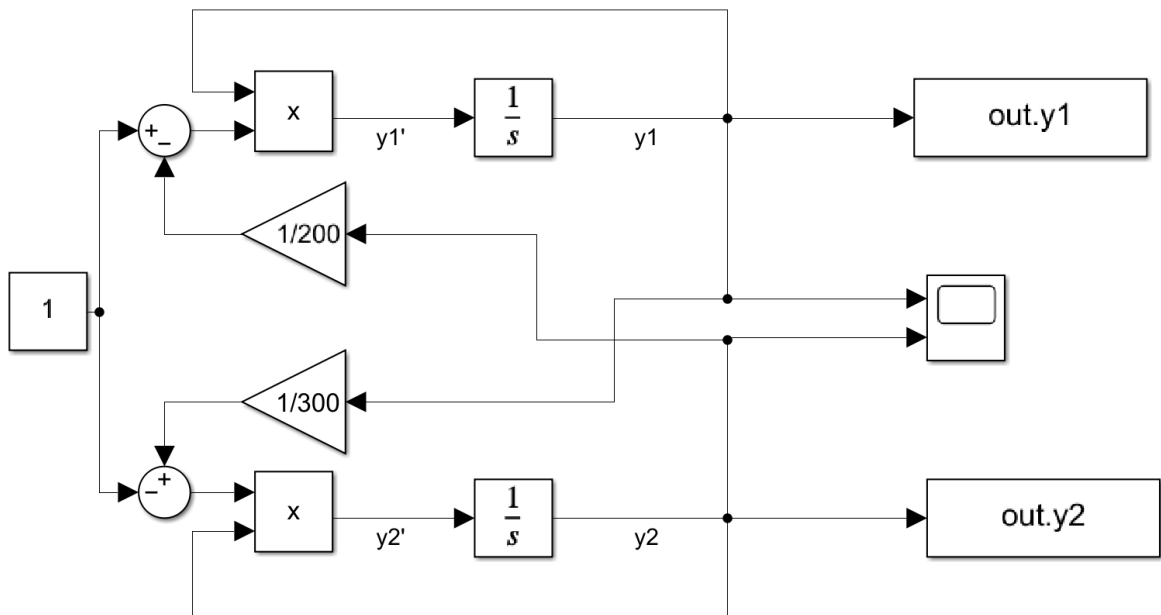 x
1
s
out.y1
+
−
y1'
y1
1/200
1
1/300
+
−
x
1
s
out.y2
y2'
y2